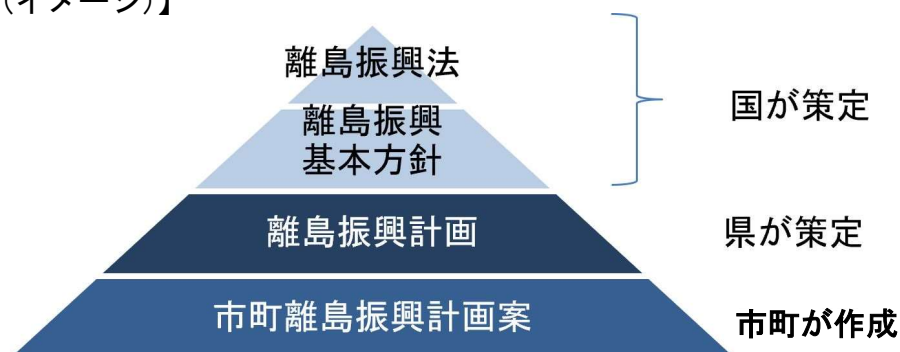 (イメージ)】
離島振興法
離島振興
基本方針
国が策定
離島振興計画
県が策定
市町離島振興計画案
市町が作成